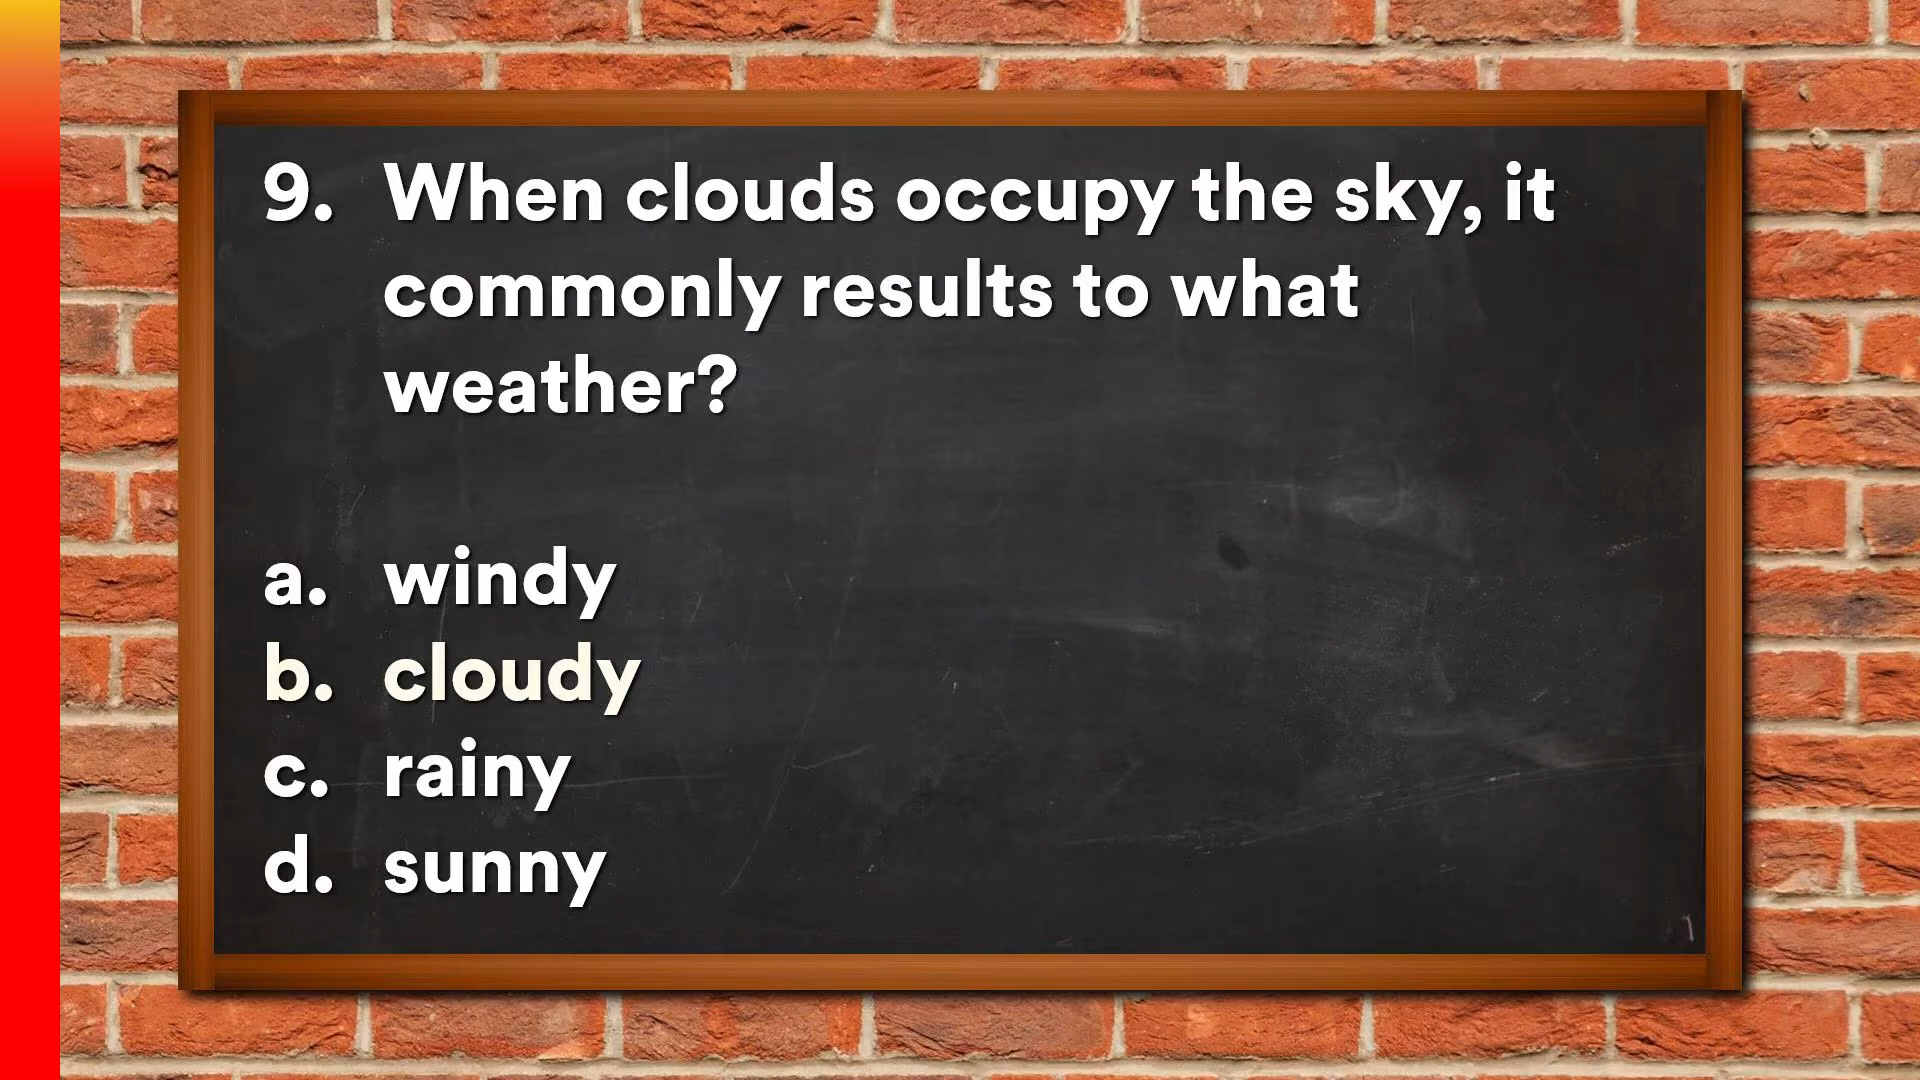 9. When clouds occupy the sky, it
commonly results to what
weather?
a. windy
b. cloudy
c. rainy
d. sunny